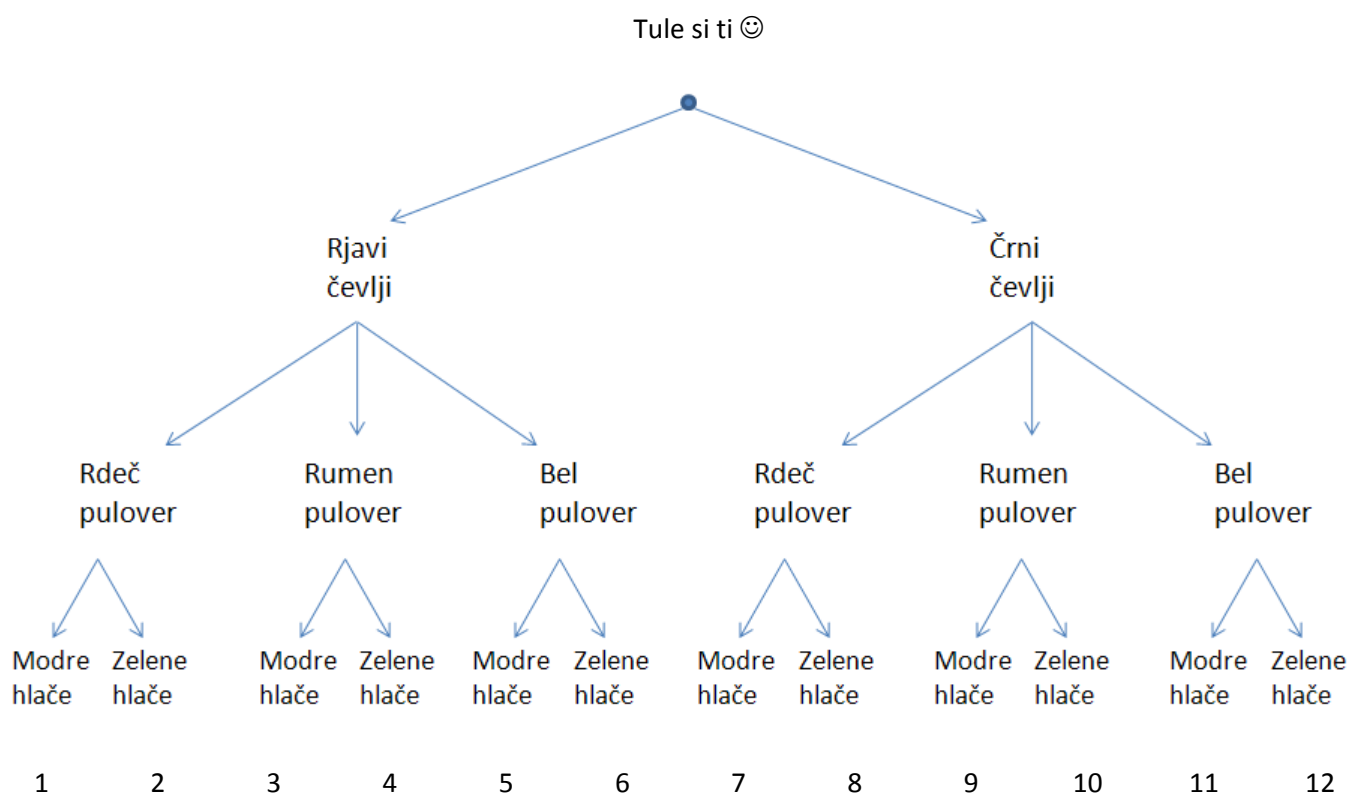 Tule si ti ☺
Rjavi
čevlji
Črni
čevlji
Rdeč
pulover
Rumen
pulover
Bel
pulover
Rdeč
pulover
Rumen
pulover
Bel
pulover
Modre
hlače
Zelene
hlače
Modre
hlače
Zelene
hlače
Modre
hlače
Zelene
hlače
Modre
hlače
Zelene
hlače
Modre
hlače
Zelene
hlače
Modre
hlače
Zelene
hlače
1 2 3 4 5 6 7 8 9 10 11 12